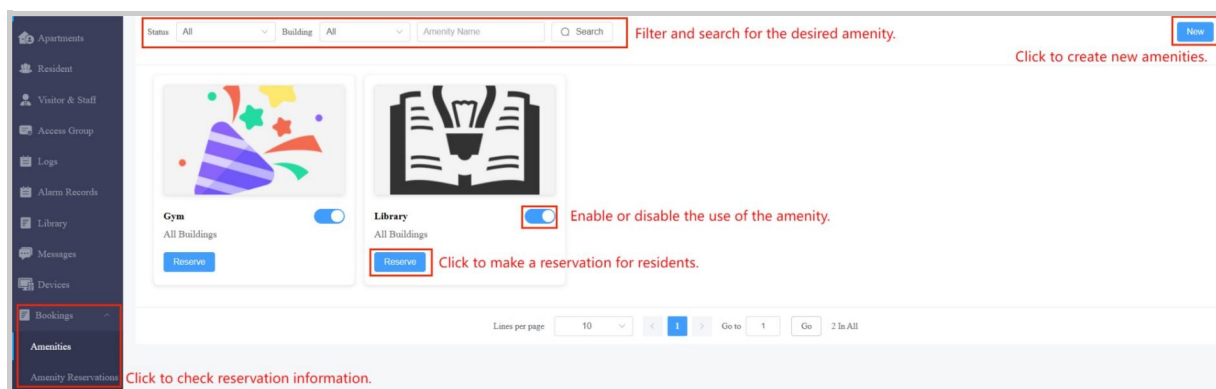 Apartments
Resident
Visitor & Staff
Access Group
Logs
Alarm Records
Library
Messages
Devices
Bookings
Amenities
Amenity Reservations
Click to check reservation information.
Status All Building All Amenity Name Search
Filter and search for the desired amenity.
New
Click to create new amenities.
Gym
All Buildings
Reserve
Library
All Buildings
Reserve
Enable or disable the use of the amenity.
Click to make a reservation for residents.
Lines per page 10 < 1 > Go to 1 Go 2 In All